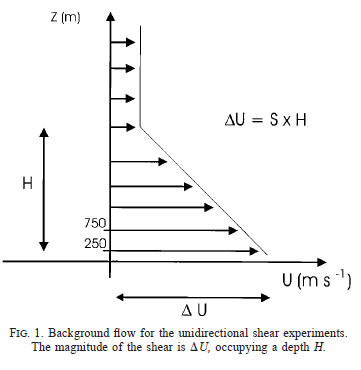 Z (m)
ΔU = S x H
H
750
250
U (m s⁻¹)
Δ U
FIG. 1. Background flow for the unidirectional shear experiments.
The magnitude of the shear is ΔU, occupying a depth H.